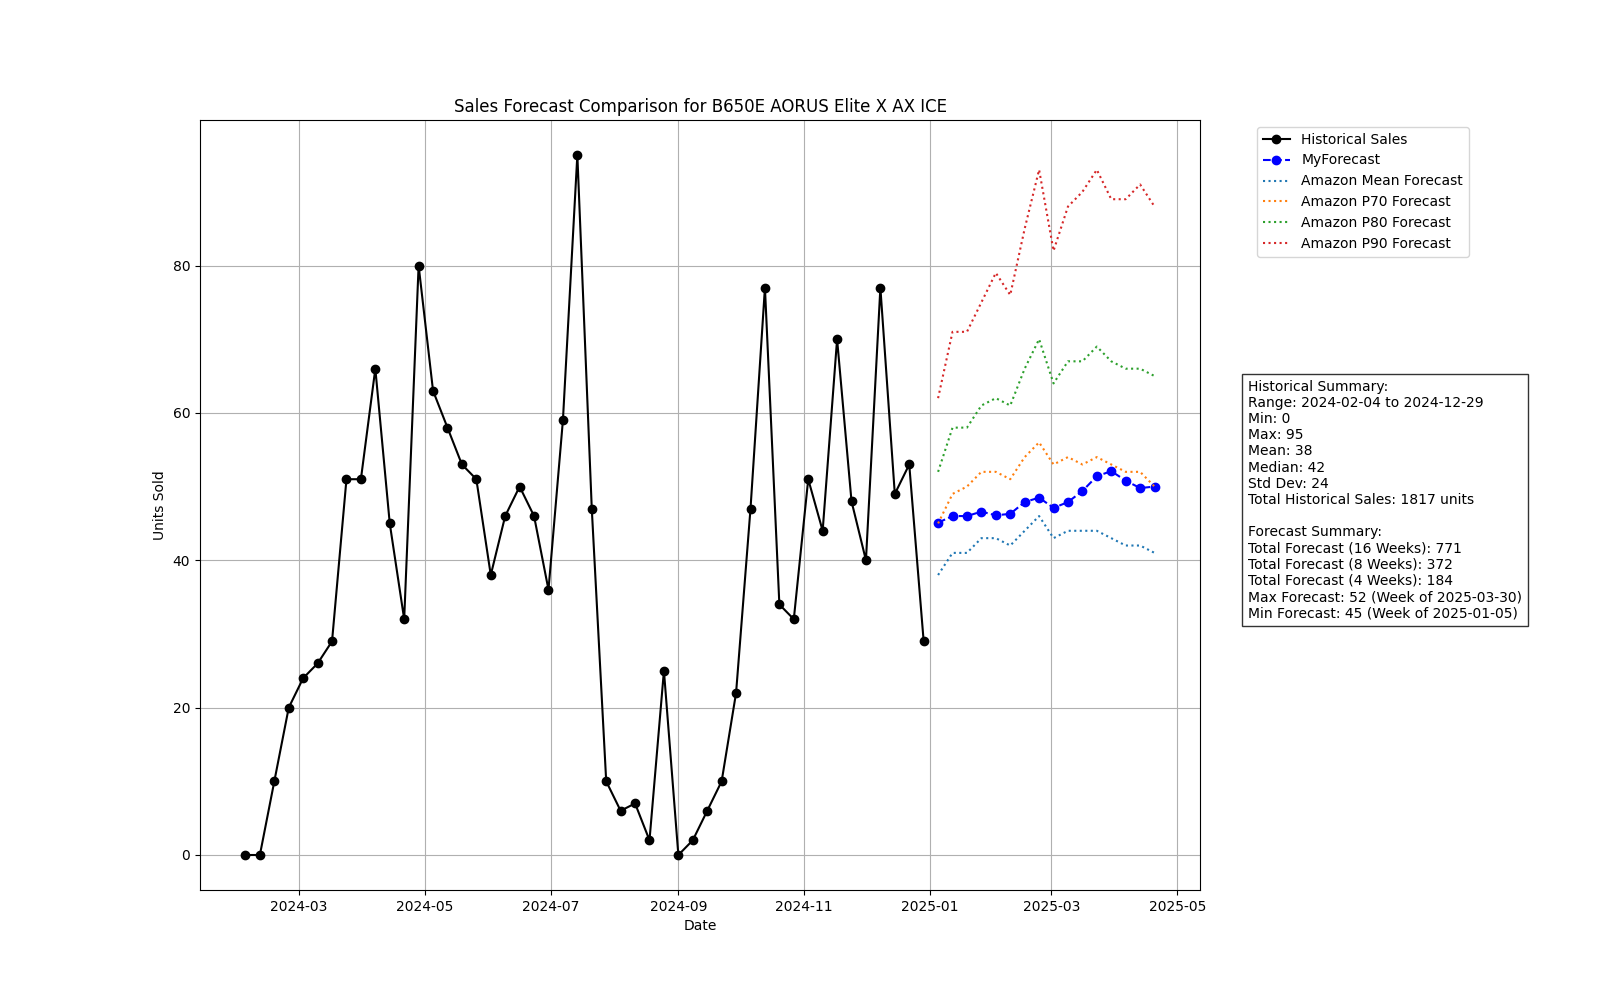 Sales Forecast Comparison for B650E AORUS Elite X AX ICE
Units Sold
80
60
40
20
0
2024-03
2024-05
2024-07
2024-09
2024-11
2025-01
2025-03
2025-05
Date
Historical Sales
MyForecast
Amazon Mean Forecast
Amazon P70 Forecast
Amazon P80 Forecast
Amazon P90 Forecast
Historical Summary:
Range: 2024-02-04 to 2024-12-29
Min: 0
Max: 95
Mean: 38
Median: 42
Std Dev: 24
Total Historical Sales: 1817 units
Forecast Summary:
Total Forecast (16 Weeks): 771
Total Forecast (8 Weeks): 372
Total Forecast (4 Weeks): 184
Max Forecast: 52 (Week of 2025-03-30)
Min Forecast: 45 (Week of 2025-01-05)